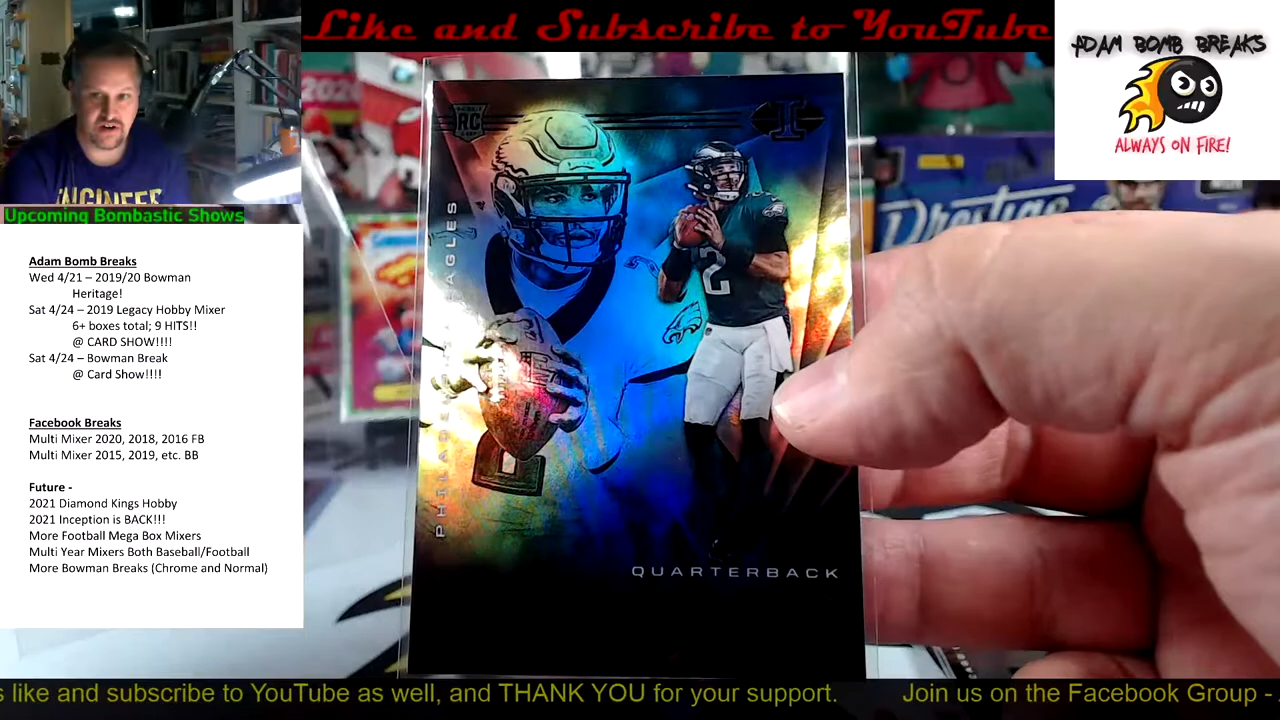 Like and Subscribe to YouTube
ADAM BOMB BREAKS
ALWAYS ON FIRE!
ENGINEER
Upcoming Bombastic Shows
Adam Bomb Breaks
Wed 4/21 – 2019/20 Bowman
Heritage!
Sat 4/24 – 2019 Legacy Hobby Mixer
6+ boxes total; 9 HITS!!
@ CARD SHOW!!!!
Sat 4/24 – Bowman Break
@ Card Show!!!!
Facebook Breaks
Multi Mixer 2020, 2018, 2016 FB
Multi Mixer 2015, 2019, etc. BB
Future -
2021 Diamond Kings Hobby
2021 Inception is BACK!!!
More Football Mega Box Mixers
Multi Year Mixers Both Baseball/Football
More Bowman Breaks (Chrome and Normal)
RC
I
2
PHILADELPHIA EAGLES
QUARTERBACK
2020
Prestige
s like and subscribe to YouTube as well, and THANK YOU for your support.
Join us on the Facebook Group -